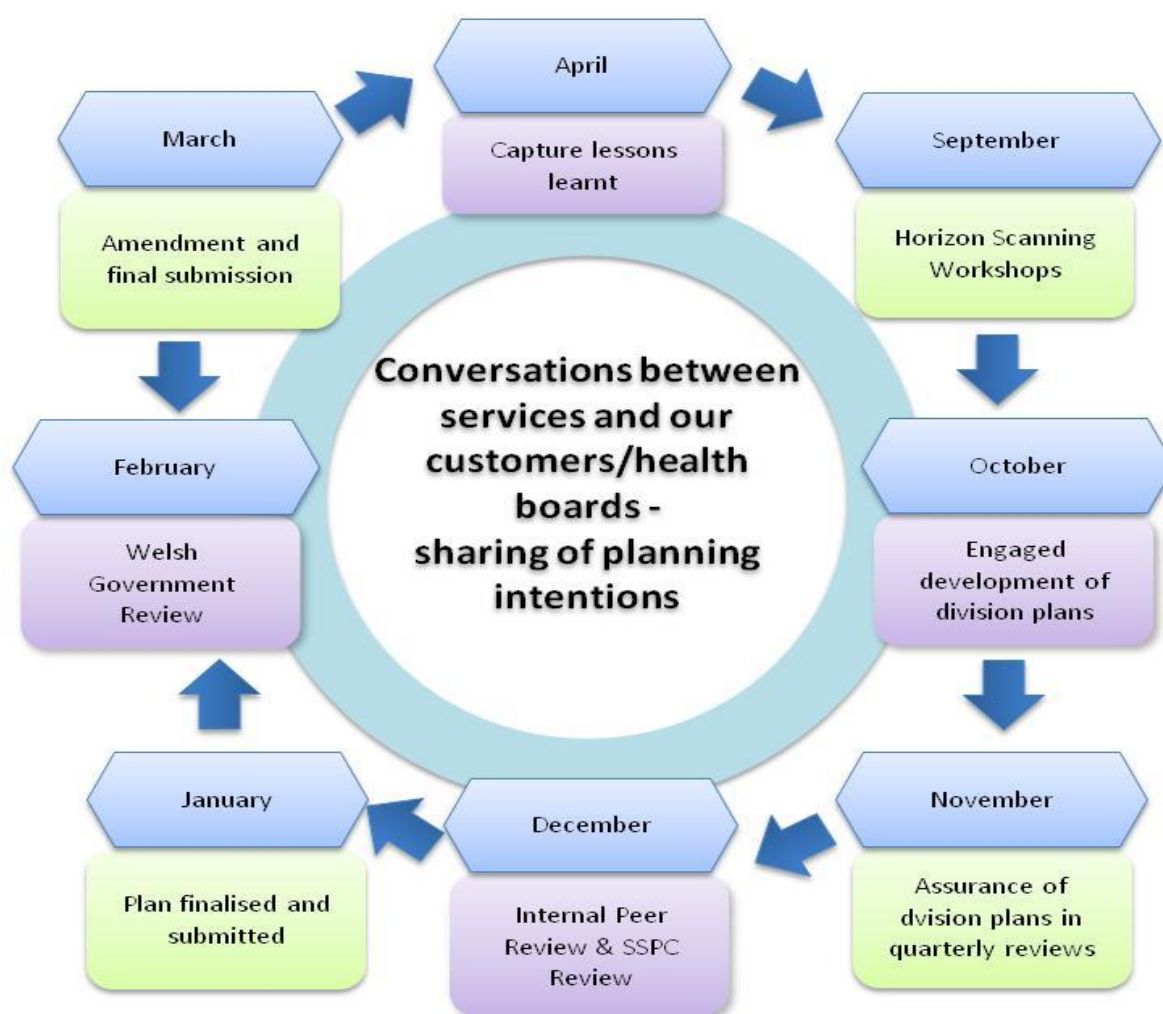 April
Capture lessons
learnt
September
Horizon Scanning
Workshops
October
Engaged
development of
division plans
November
Assurance of
dvision plans in
quarterly reviews
December
Internal Peer
Review & SSPC
Review
January
Plan finalised and
submitted
February
Welsh
Government
Review
March
Amendment and
final submission
Conversations between
services and our
customers/health
boards -
sharing of planning
intentions